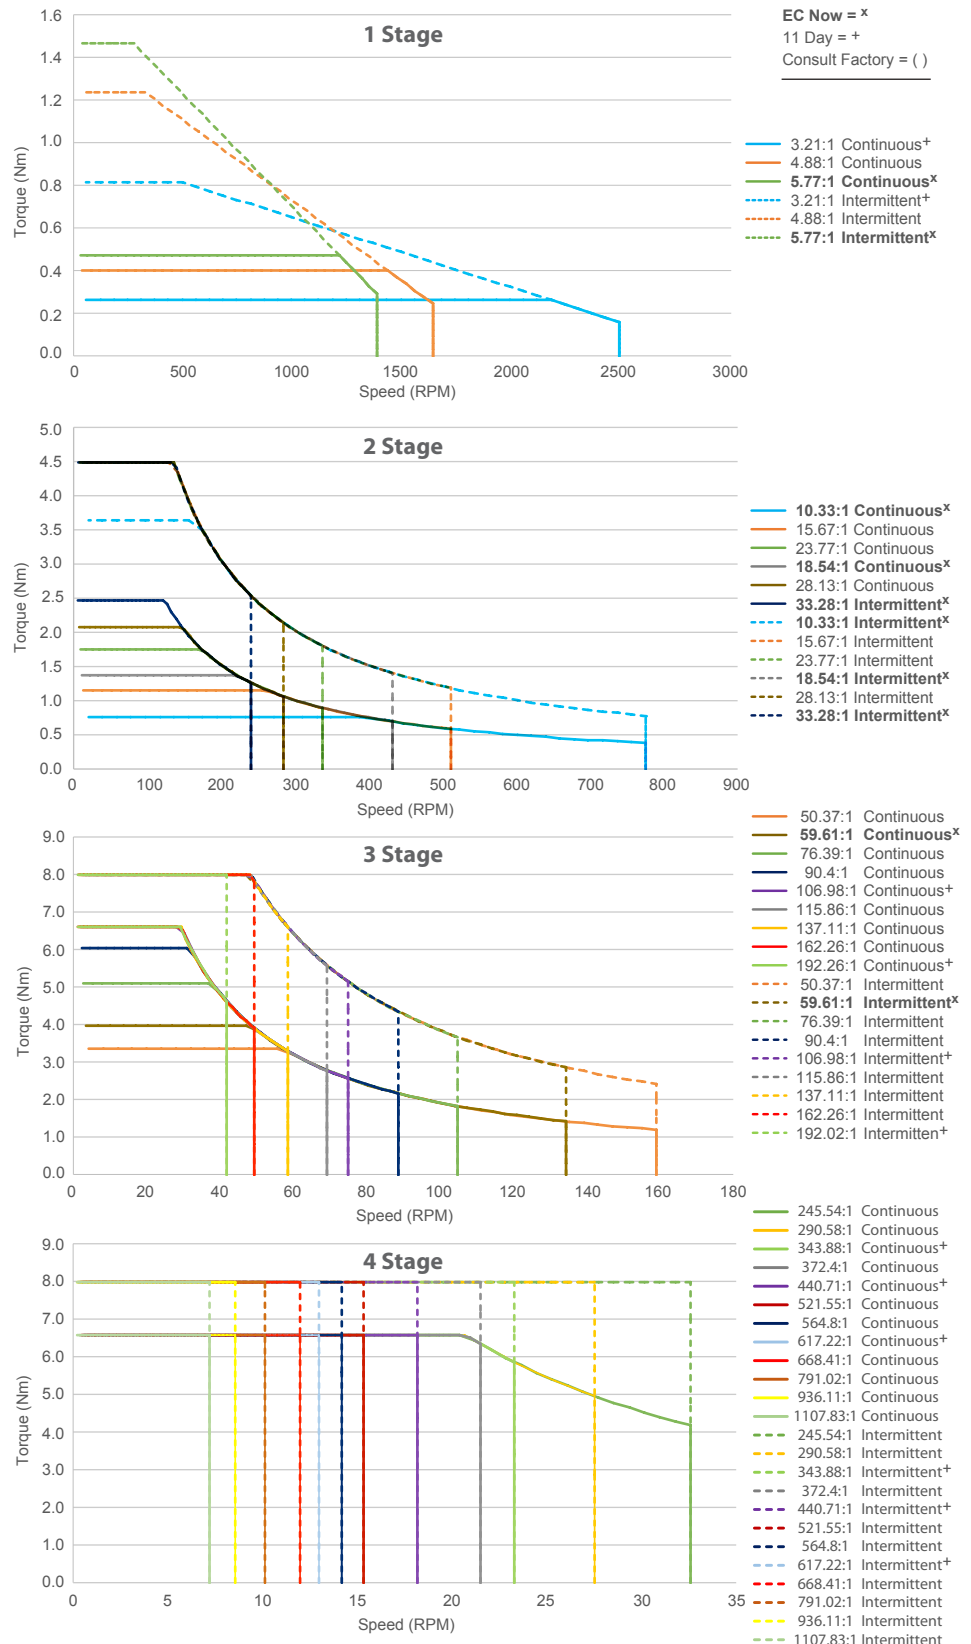 EC Now = x
11 Day = +
Consult Factory = ( )
1 Stage
Torque (Nm)
1.6
1.4
1.2
1.0
0.8
0.6
0.4
0.2
0.0
0 500 1000 1500 2000 2500 3000
Speed (RPM)
3.21:1 Continuous+
4.88:1 Continuous
5.77:1 Continuousx
3.21:1 Intermittent+
4.88:1 Intermittent
5.77:1 Intermittentx
2 Stage
Torque (Nm)
5.0
4.5
4.0
3.5
3.0
2.5
2.0
1.5
1.0
0.5
0.0
0 100 200 300 400 500 600 700 800 900
Speed (RPM)
10.33:1 Continuousx
15.67:1 Continuous
23.77:1 Continuous
18.54:1 Continuousx
28.13:1 Continuous
33.28:1 Intermittentx
10.33:1 Intermittentx
15.67:1 Intermittent
23.77:1 Intermittent
18.54:1 Intermittentx
28.13:1 Intermittent
33.28:1 Intermittentx
3 Stage
Torque (Nm)
9.0
8.0
7.0
6.0
5.0
4.0
3.0
2.0
1.0
0.0
0 20 40 60 80 100 120 140 160 180
Speed (RPM)
50.37:1 Continuous
59.61:1 Continuousx
76.39:1 Continuous
90.4:1 Continuous
106.98:1 Continuous+
115.86:1 Continuous
137.11:1 Continuous
162.26:1 Continuous
192.26:1 Continuous+
50.37:1 Intermittent
59.61:1 Intermittentx
76.39:1 Intermittent
90.4:1 Intermittent
106.98:1 Intermittent+
115.86:1 Intermittent
137.11:1 Intermittent
162.26:1 Intermittent
192.02:1 Intermitten+
4 Stage
Torque (Nm)
9.0
8.0
7.0
6.0
5.0
4.0
3.0
2.0
1.0
0.0
0 5 10 15 20 25 30 35
Speed (RPM)
245.54:1 Continuous
290.58:1 Continuous
343.88:1 Continuous+
372.4:1 Continuous
440.71:1 Continuous+
521.55:1 Continuous
564.8:1 Continuous
617.22:1 Continuous+
668.41:1 Continuous
791.02:1 Continuous
936.11:1 Continuous
1107.83:1 Continuous
245.54:1 Intermittent
290.58:1 Intermittent
343.88:1 Intermittent+
372.4:1 Intermittent
440.71:1 Intermittent+
521.55:1 Intermittent
564.8:1 Intermittent
617.22:1 Intermittent+
668.41:1 Intermittent
791.02:1 Intermittent
936.11:1 Intermittent
1107.83:1 Intermittent